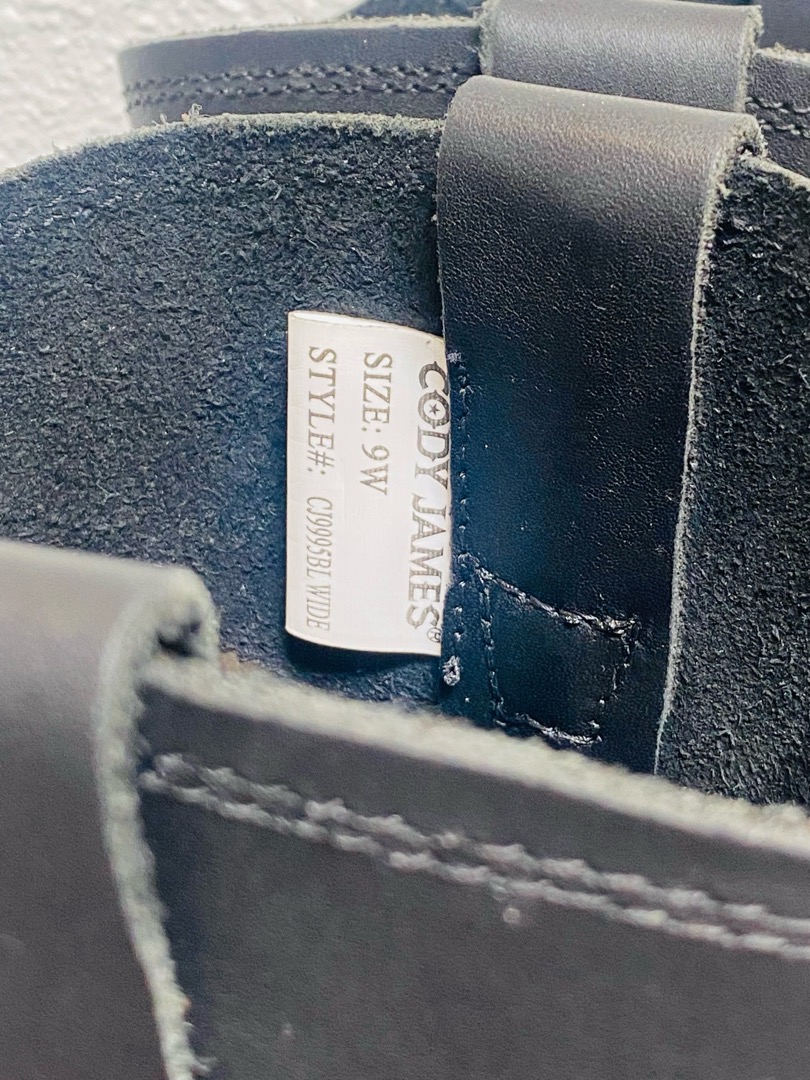 CODY JAMES®
SIZE: 9W
STYLE#: CJ9995BL WIDE